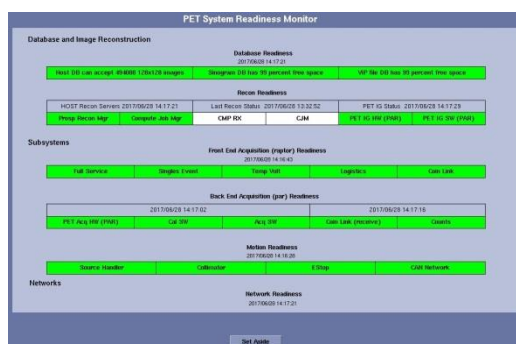 PET System Readiness Monitor
Database and Image Reconstruction
Database Readiness
2017/06/28 14:17:21
Host DB can accept 494080 128x128 images Sinogram DB has 99 percent free space VIP file DB has 99 percent free space
Recon Readiness
HOST Recon Servers 2017/06/28 14:17:21 Last Recon Status 2017/06/28 13:32:52 PET IG Status 2017/06/28 14:17:29
Presp Recon Mgr Compute Job Mgr CMP RX CJM PET IG HW (PAR) PET IG SW (PAR)
Subsystems
Front End Acquisition (raptor) Readiness
2017/06/28 14:16:43
Full Service Singles Event Temp Volt Logistics Com Link
Back End Acquisition (par) Readiness
2017/06/28 14:17:02 2017/06/28 14:17:16
PET Acq HW (PAR) Cal SW Acq SW Com Link (receive) Counts
Motion Readiness
2017/06/28 14:16:28
Source Handler Collimator EStop CAN Network
Networks
Network Readiness
2017/06/28 14:17:21
Set Aside